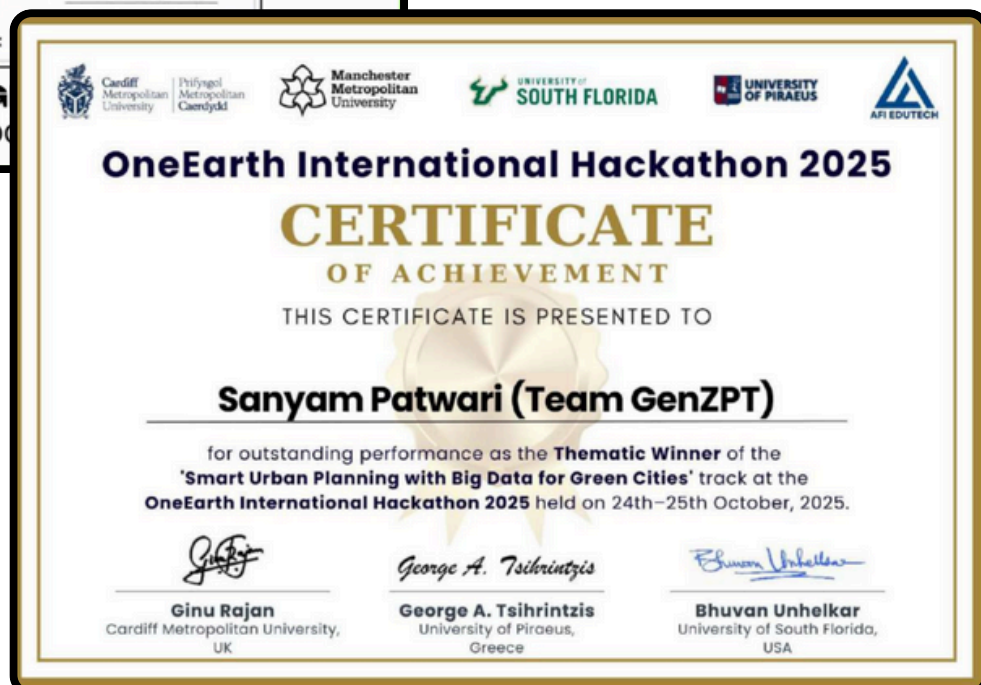 Cardiff Metropolitan University
Prifysgol Metropolitan Caerdydd
Manchester Metropolitan University
UNIVERSITY of SOUTH FLORIDA
UNIVERSITY OF PIRAEUS
AFI EDUTECH
OneEarth International Hackathon 2025
CERTIFICATE
OF ACHIEVEMENT
THIS CERTIFICATE IS PRESENTED TO
Sanyam Patwari (Team GenZPT)
for outstanding performance as the Thematic Winner of the
'Smart Urban Planning with Big Data for Green Cities' track at the
OneEarth International Hackathon 2025 held on 24th–25th October, 2025.
George A. Tsihrintzis
Ginu Rajan
Cardiff Metropolitan University,
UK
George A. Tsihrintzis
University of Piraeus,
Greece
Bhuvan Unhelkar
University of South Florida,
USA